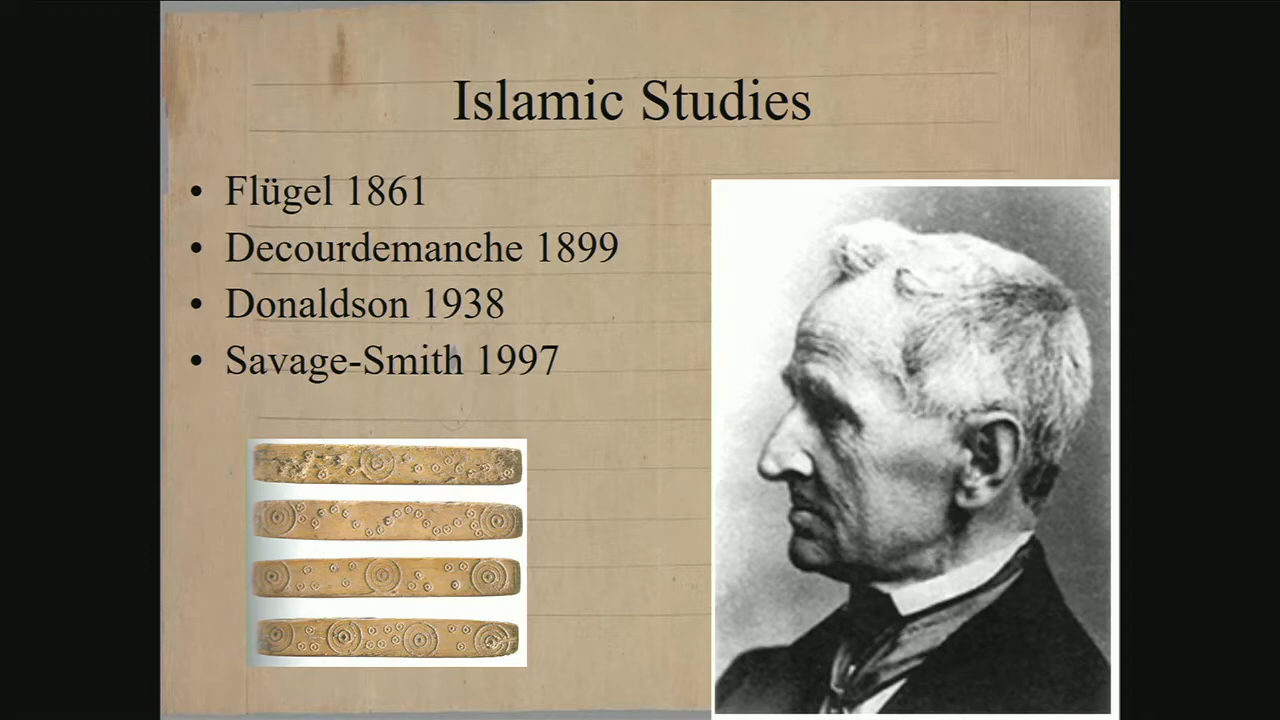 Islamic Studies
• Flügel 1861
• Decourdemanche 1899
• Donaldson 1938
• Savage-Smith 1997